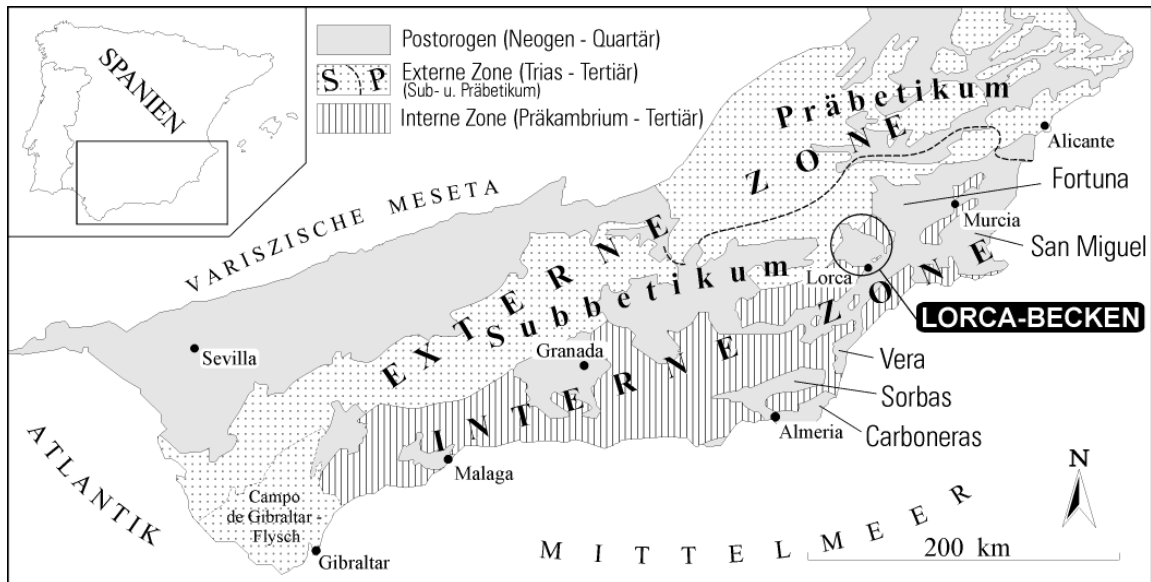 SPANIEN
Postorogen (Neogen - Quartär)
S P Externe Zone (Trias - Tertiär)
(Sub- u. Präbetikum)
Interne Zone (Präkambrium - Tertiär)
VARISZISCHE MESETA
Präbetikum
EXTERNE ZONE
Subbetikum
INTERNE ZONE
Alicante
Fortuna
Murcia
San Miguel
Lorca
LORCA-BECKEN
Sevilla
Granada
Vera
Sorbas
Almeria
Carboneras
Malaga
ATLANTIK
Campo
de Gibraltar -
Flysch
Gibraltar
MITTELMEER
N
200 km